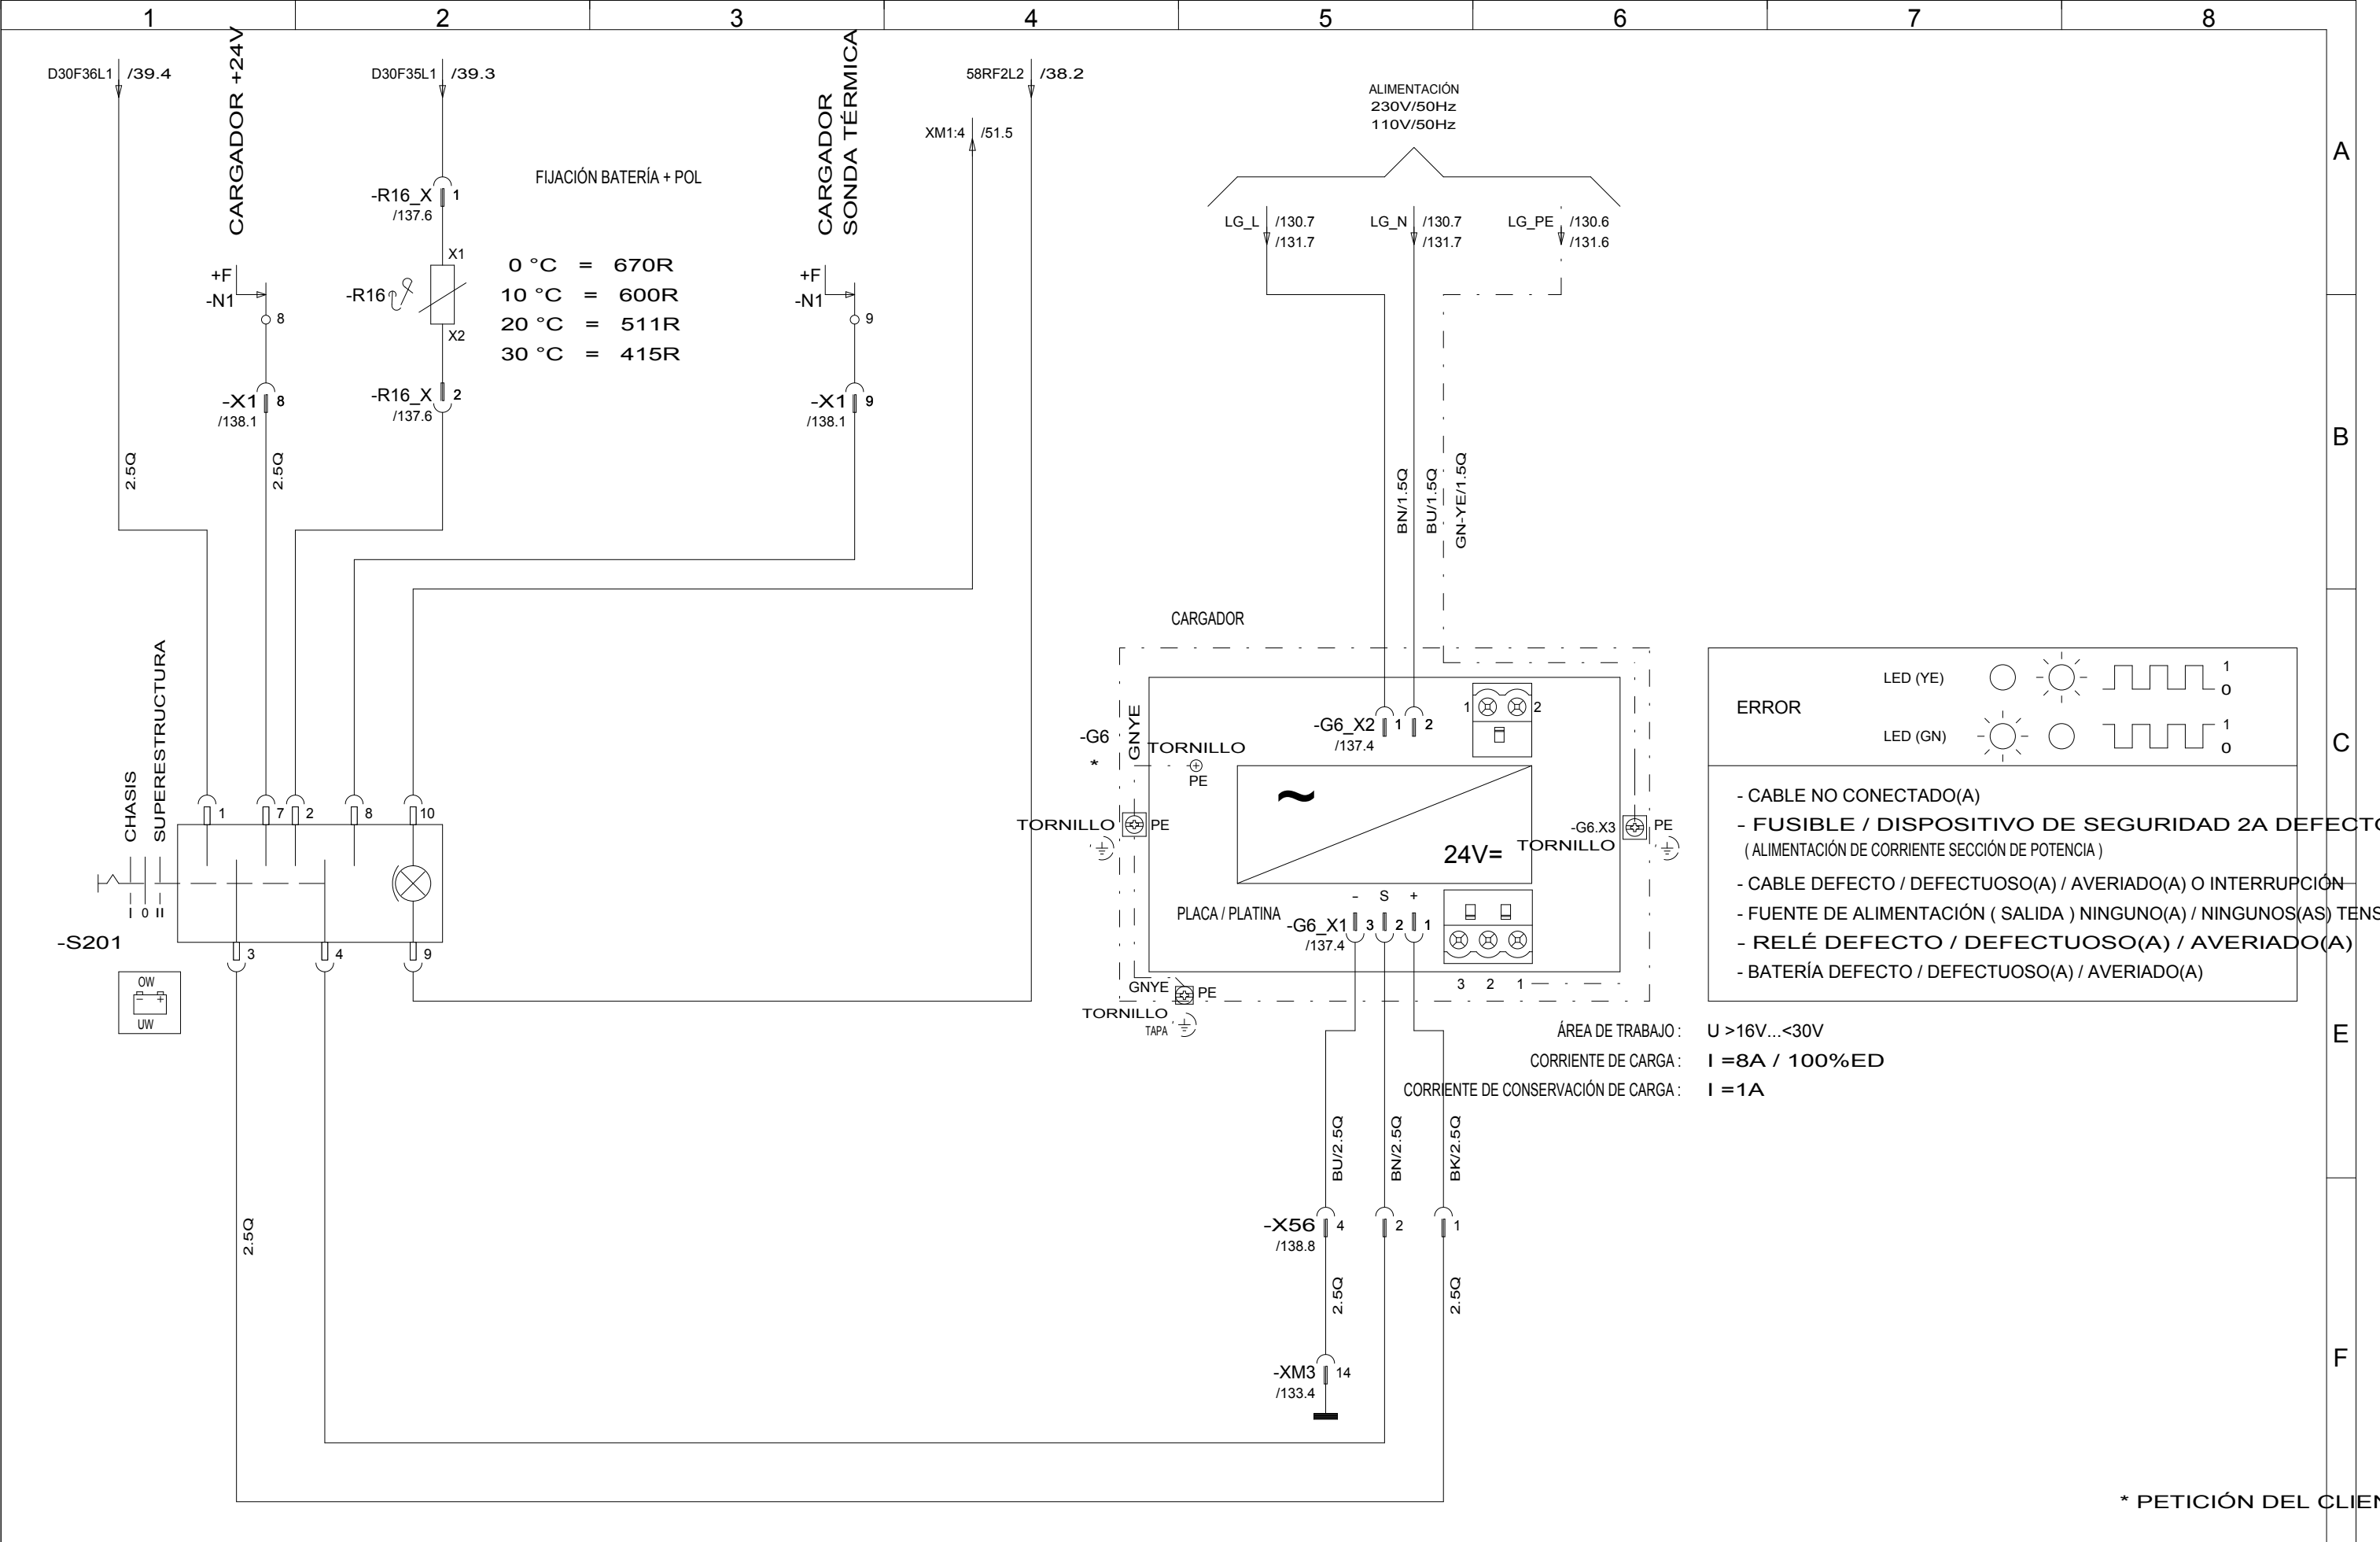 1 2 3 4 5 6 7 8
A
B
C
E
F
D30F36L1 /39.4
CARGADOR +24V
D30F35L1 /39.3
CARGADOR
SONDA TÉRMICA
58RF2L2 /38.2
XM1:4 /51.5
FIJACIÓN BATERÍA + POL
-R16_X 1
/137.6
X1
-R16
X2
-R16_X 2
/137.6
0 °C = 670R
10 °C = 600R
20 °C = 511R
30 °C = 415R
+F
-N1
8
-X1 8
/138.1
+F
-N1
9
-X1 9
/138.1
2.5Q
2.5Q
ALIMENTACIÓN
230V/50Hz
110V/50Hz
LG_L /130.7
/131.7
LG_N /130.7
/131.7
LG_PE /130.6
/131.6
BN/1.5Q
BU/1.5Q
GN-YE/1.5Q
CHASIS
SUPERESTRUCTURA
1 7 2 8 10
I 0 II
-S201
3 4 9
OW
- +
UW
2.5Q
CARGADOR
-G6
*
GNYE
TORNILLO
PE
TORNILLO PE
-G6_X2 1 2
/137.4
1 2
~
24V=
-G6.X3 PE
TORNILLO
PLACA / PLATINA
- S +
-G6_X1 3 2 1
/137.4
3 2 1
GNYE PE
TORNILLO
TAPA
ERROR
LED (YE) 1
0
LED (GN) 1
0
- CABLE NO CONECTADO(A)
- FUSIBLE / DISPOSITIVO DE SEGURIDAD 2A DEFECTO
( ALIMENTACIÓN DE CORRIENTE SECCIÓN DE POTENCIA )
- CABLE DEFECTO / DEFECTUOSO(A) / AVERIADO(A) O INTERRUPCIÓN
- FUENTE DE ALIMENTACIÓN ( SALIDA ) NINGUNO(A) / NINGUNOS(AS) TENS
- RELÉ DEFECTO / DEFECTUOSO(A) / AVERIADO(A)
- BATERÍA DEFECTO / DEFECTUOSO(A) / AVERIADO(A)
ÁREA DE TRABAJO : U >16V...<30V
CORRIENTE DE CARGA : I =8A / 100%ED
CORRIENTE DE CONSERVACIÓN DE CARGA : I =1A
BU/2.5Q
BN/2.5Q
BK/2.5Q
-X56 4 2 1
/138.8
2.5Q
2.5Q
-XM3 14
/133.4
* PETICIÓN DEL CLIEN